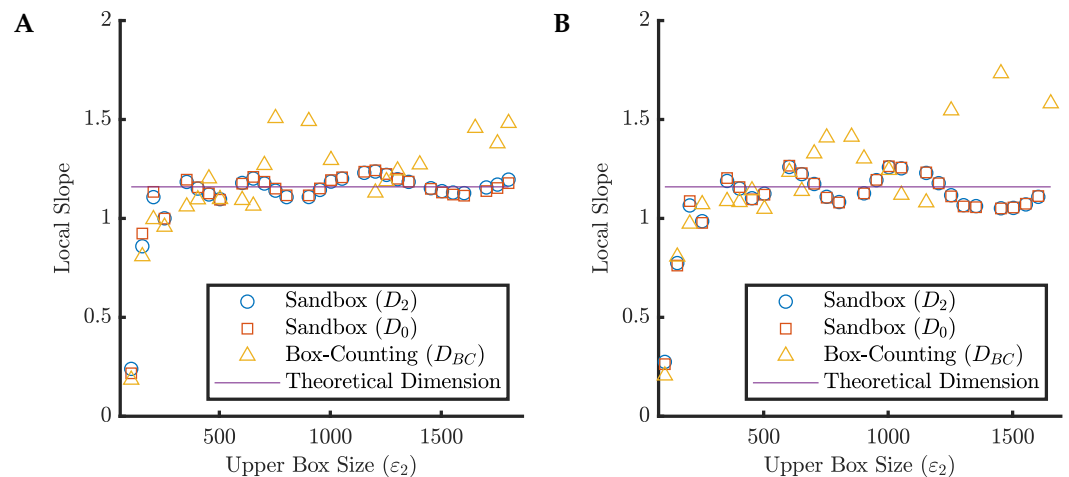 A
Local Slope
2
1.5
1
0.5
0
500
1000
1500
Upper Box Size (ε₂)
Sandbox (D₂)
Sandbox (D₀)
Box-Counting (D_BC)
Theoretical Dimension
B
Local Slope
2
1.5
1
0.5
0
500
1000
1500
Upper Box Size (ε₂)
Sandbox (D₂)
Sandbox (D₀)
Box-Counting (D_BC)
Theoretical Dimension